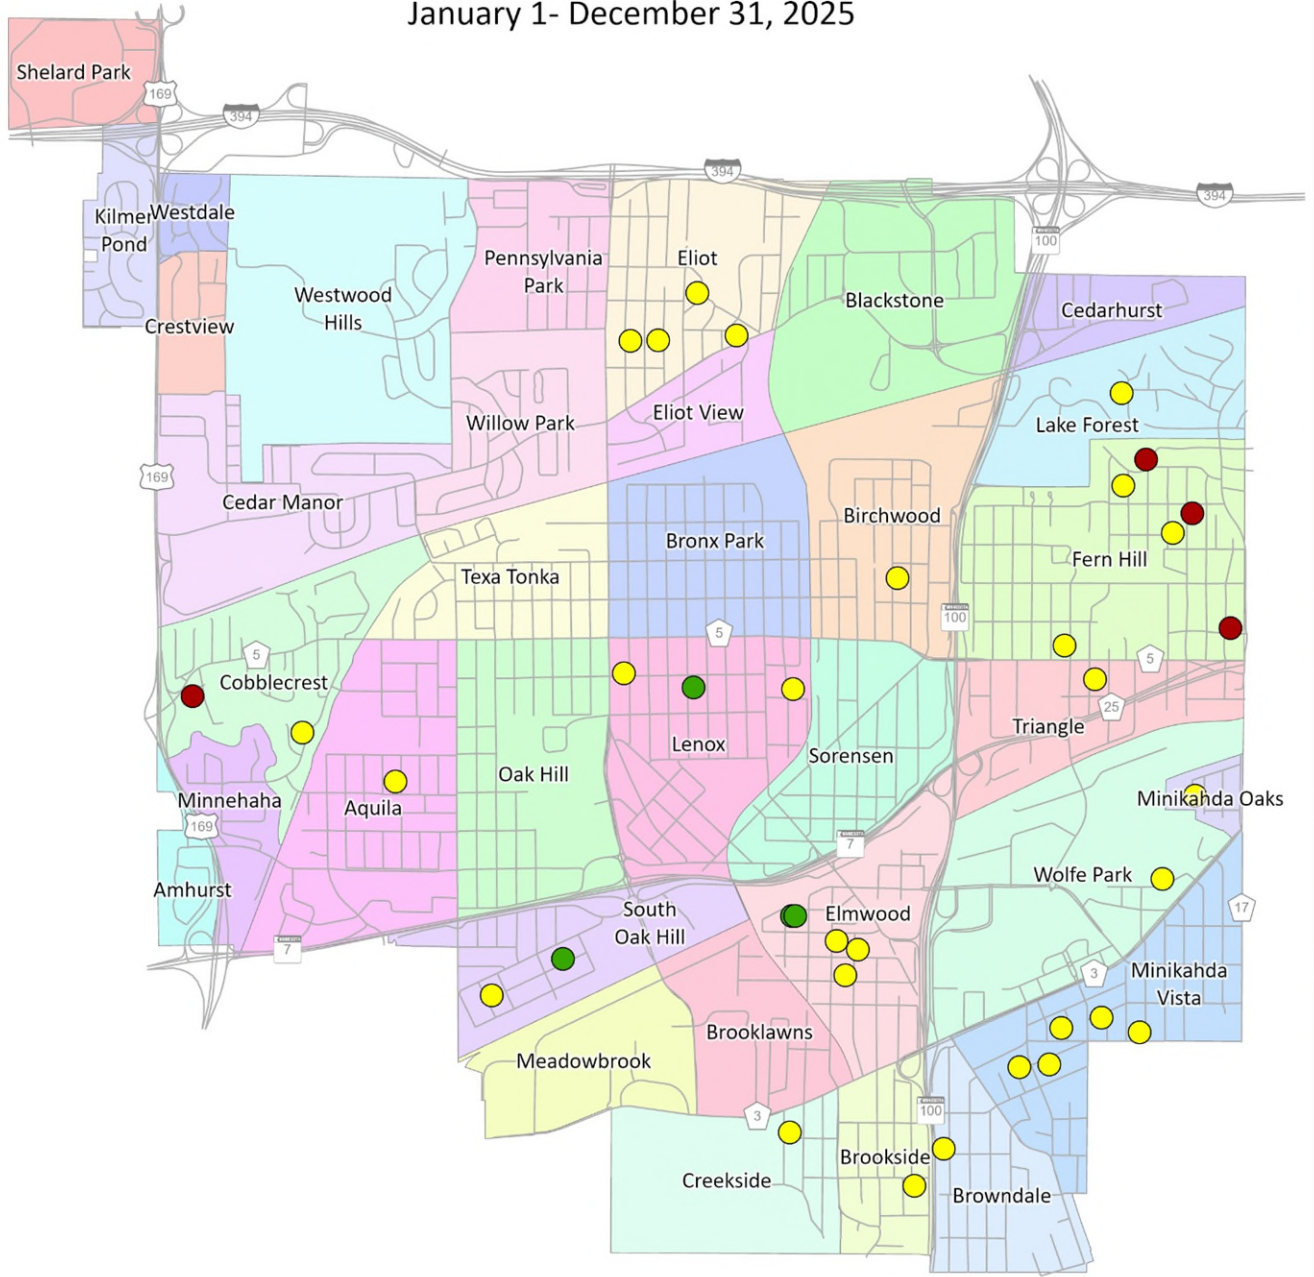 January 1- December 31, 2025
Shelard Park
169
394
394
394
Kilmer
Pond
Westdale
100
Pennsylvania
Park
Eliot
Westwood
Hills
Blackstone
Cedarhurst
Crestview
Willow Park
Eliot View
Lake Forest
169
Cedar Manor
Birchwood
Bronx Park
Fern Hill
Texa Tonka
MINNESOTA
100
5
5
5
Cobblecrest
25
Triangle
Lenox
Sorensen
Oak Hill
Minnehaha
Aquila
Minikahda Oaks
169
7
Wolfe Park
Amhurst
South
Oak Hill
Elmwood
17
7
3
Minikahda
Vista
Brooklawns
Meadowbrook
3
100
Creekside
Brookside
Browndale